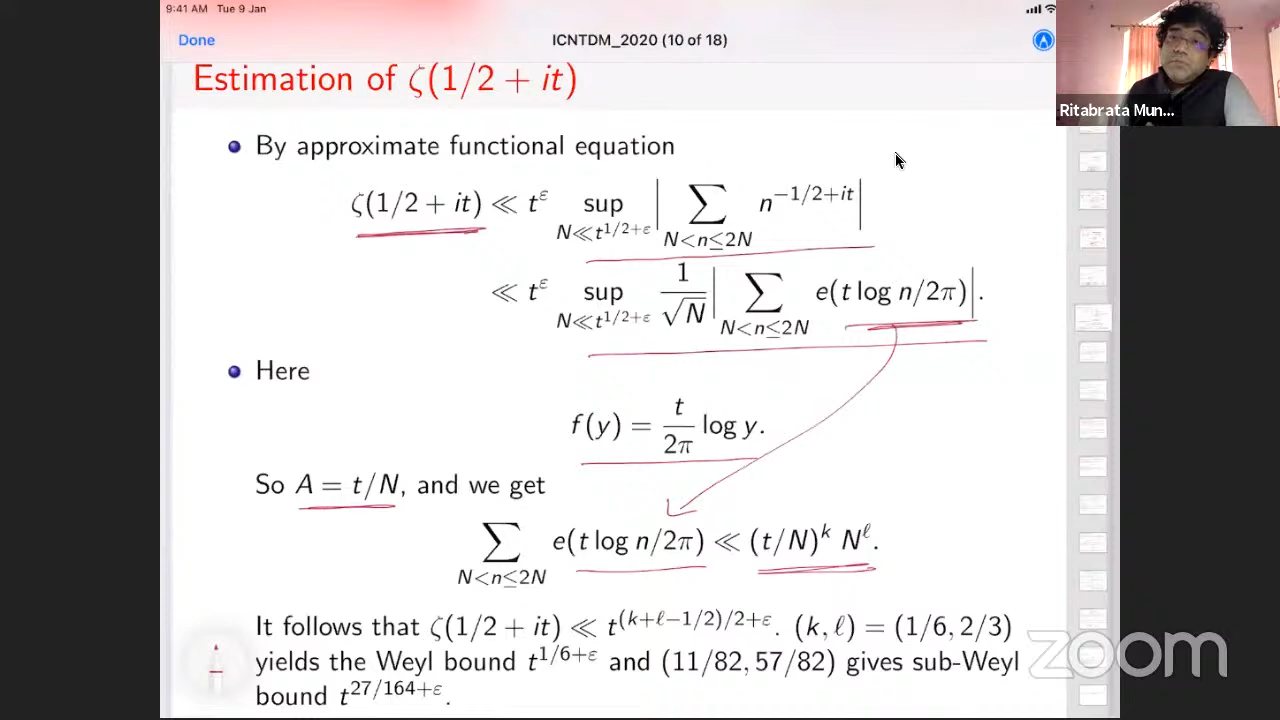 9:41 AM Tue 9 Jan
Done
ICNTDM_2020 (10 of 18)
Ritabrata Mun...
Estimation of ζ(1/2 + it)
By approximate functional equation
ζ(1/2 + it) ≪ t^ε sup_{N≪t^{1/2+ε}} |∑_{N<n≤2N} n^{−1/2+it}|
≪ t^ε sup_{N≪t^{1/2+ε}} 1/√N |∑_{N<n≤2N} e(t log n/2π)|.
Here
f(y) = t/2π log y.
So A = t/N, and we get
∑_{N<n≤2N} e(t log n/2π) ≪ (t/N)^k N^ℓ.
It follows that ζ(1/2 + it) ≪ t^{(k+ℓ−1/2)/2+ε}. (k, ℓ) = (1/6, 2/3)
yields the Weyl bound t^{1/6+ε} and (11/82, 57/82) gives sub-Weyl
bound t^{27/164+ε}.
zoom